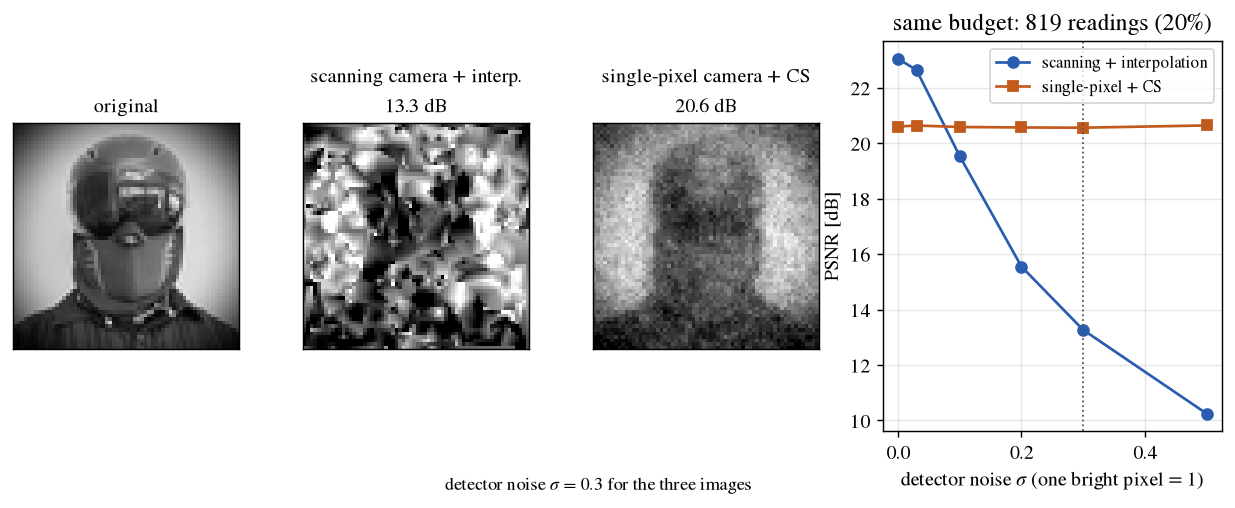 original
scanning camera + interp.
13.3 dB
single-pixel camera + CS
20.6 dB
same budget: 819 readings (20%)
scanning + interpolation
single-pixel + CS
PSNR [dB]
22
20
18
16
14
12
10
0.0
0.2
0.4
detector noise σ (one bright pixel = 1)
detector noise σ = 0.3 for the three images